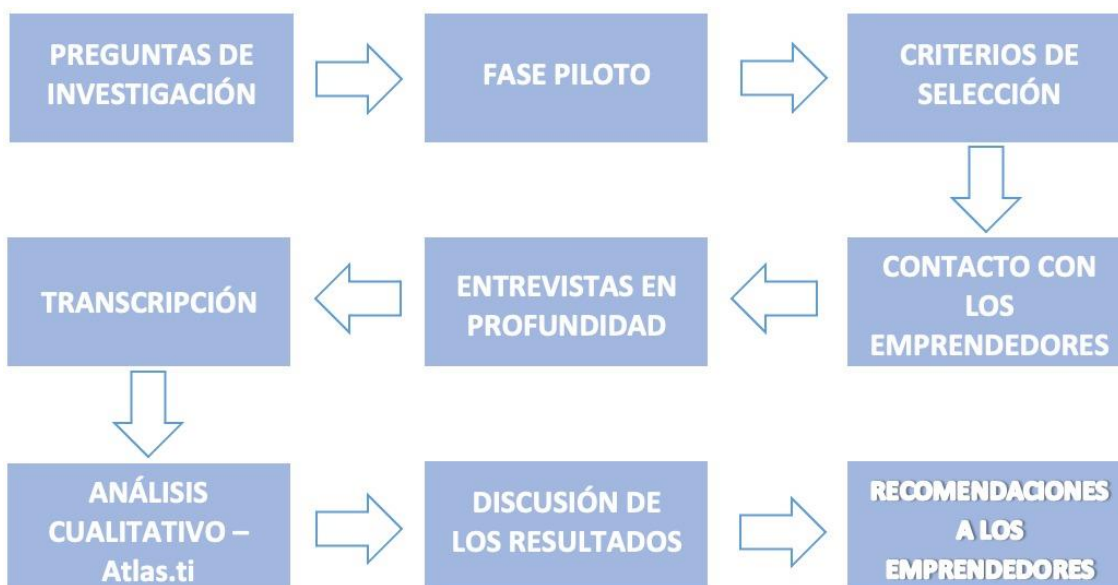 PREGUNTAS DE
INVESTIGACIÓN
FASE PILOTO
CRITERIOS DE
SELECCIÓN
CONTACTO CON
LOS
EMPRENDEDORES
ENTREVISTAS EN
PROFUNDIDAD
TRANSCRIPCIÓN
ANÁLISIS
CUALITATIVO –
Atlas.ti
DISCUSIÓN DE
LOS RESULTADOS
RECOMENDACIONES
A LOS
EMPRENDEDORES